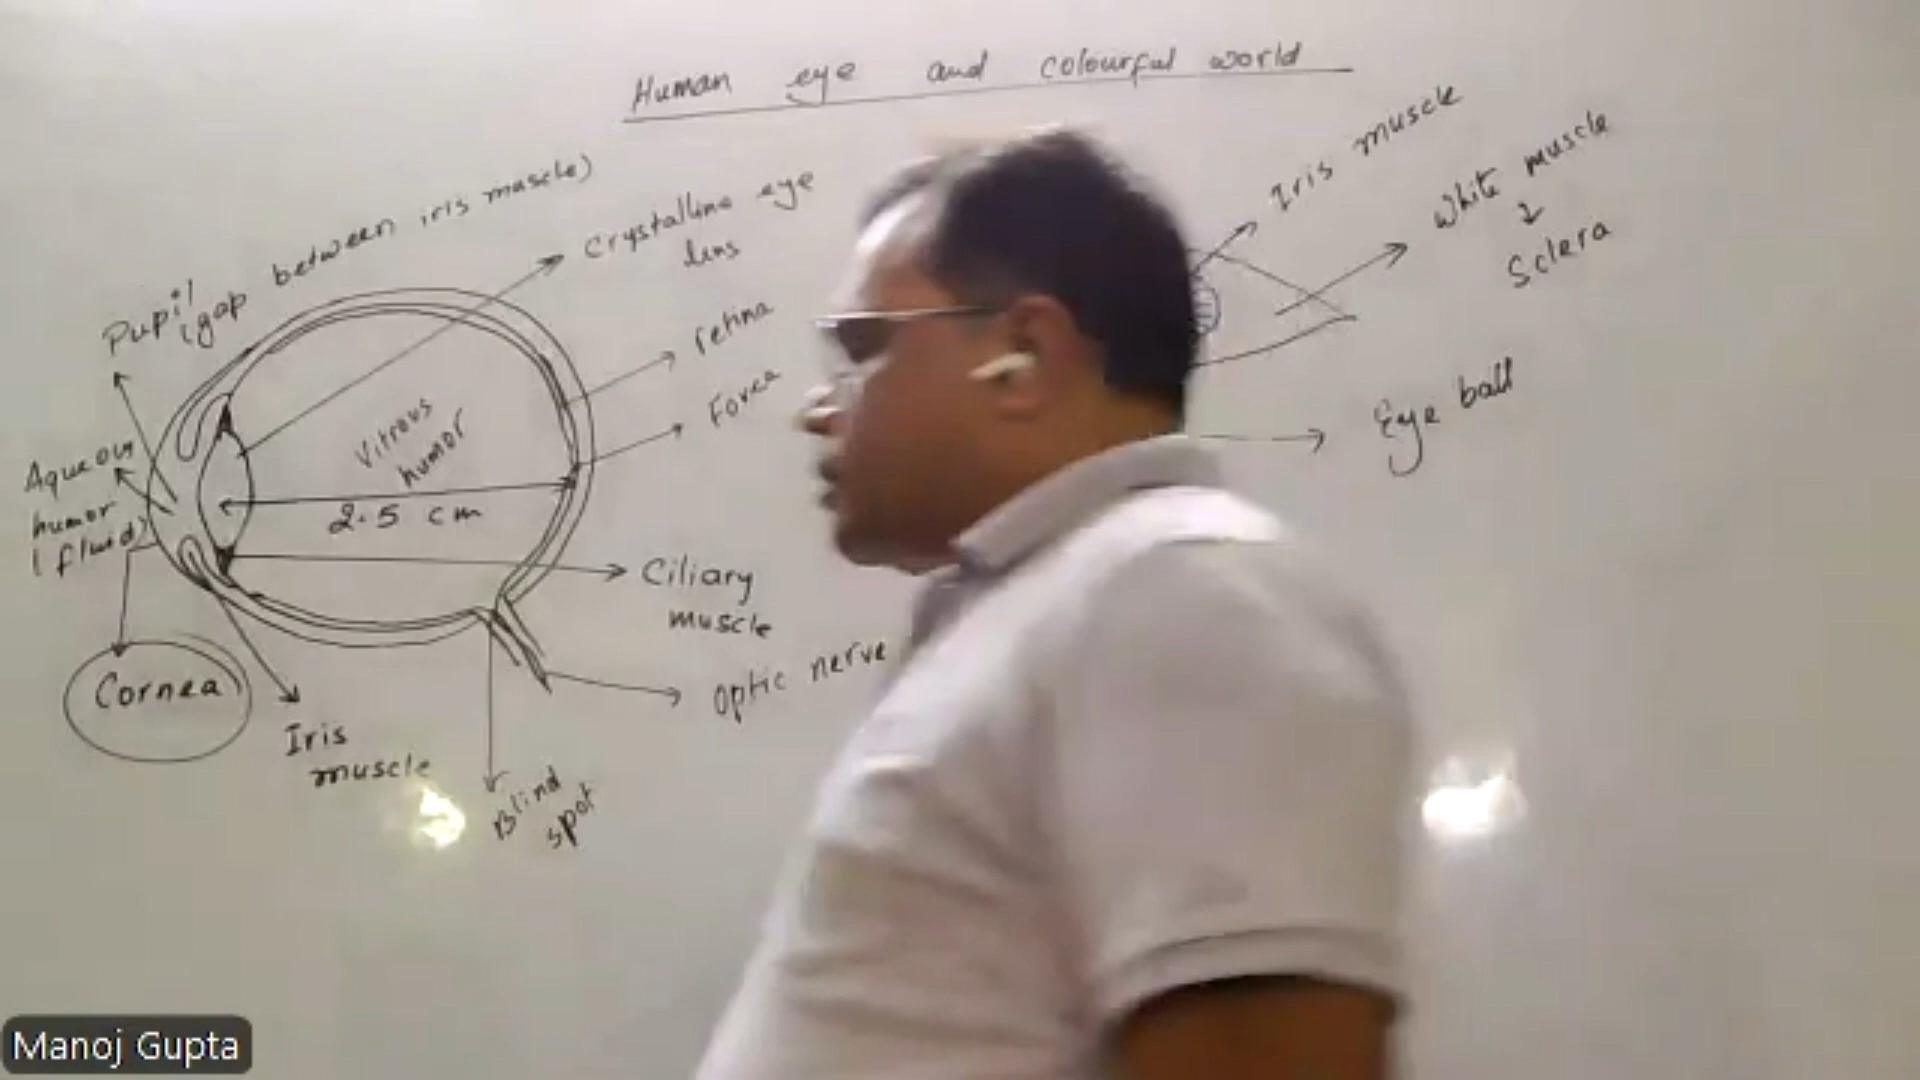 Human eye and colourful world
Pupil
(gap between iris muscle)
Crystalline eye
lens
retina
Fovea
Vitrous
humor
2.5 cm
Aqueous
humor
(fluid)
Cornea
Iris
muscle
Blind
spot
Ciliary
muscle
Optic nerve
Iris muscle
White muscle
Sclera
Eye ball
Manoj Gupta